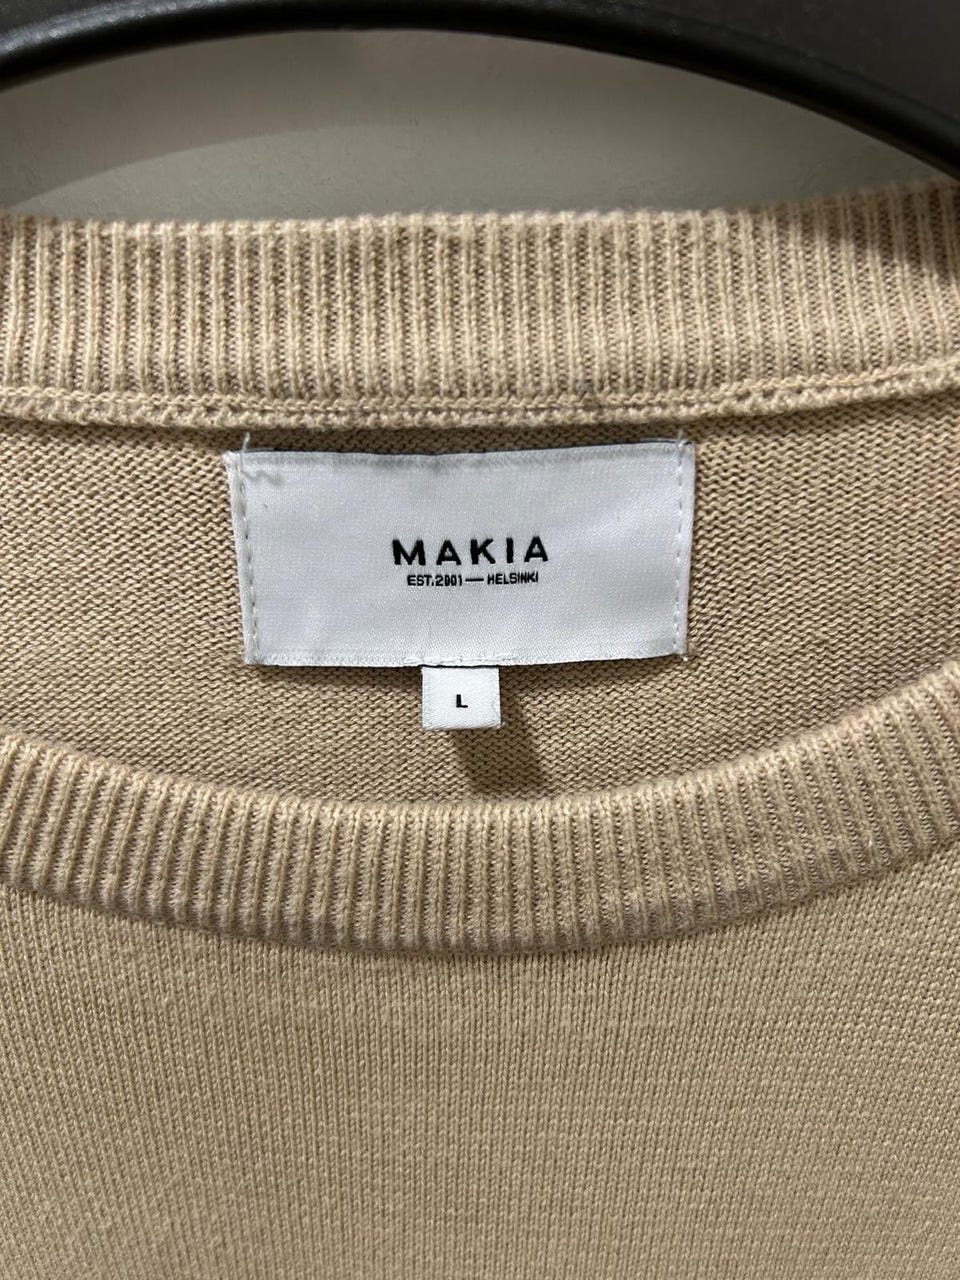 MAKIA
EST.2001 — HELSINKI
L